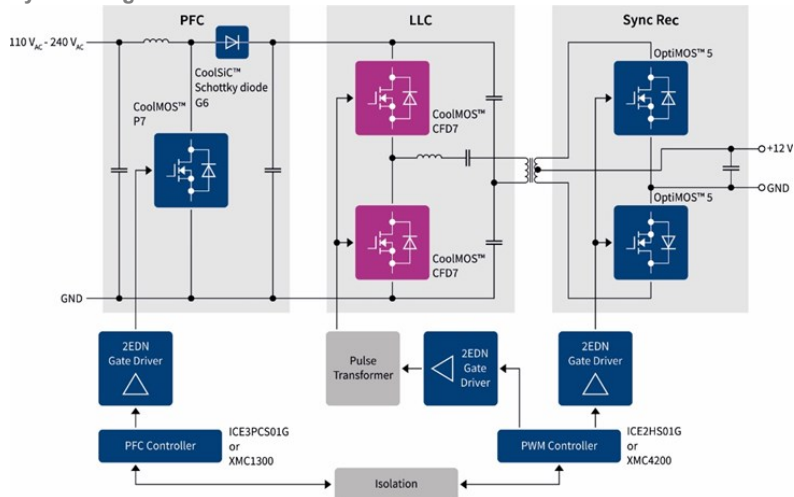 PFC
LLC
Sync Rec
110 VAC - 240 VAC
CoolSiC™
Schottky diode
G6
CoolMOS™
P7
CoolMOS™
CFD7
CoolMOS™
CFD7
OptiMOS™ 5
OptiMOS™ 5
+12 V
GND
GND
2EDN
Gate Driver
Pulse
Transformer
2EDN
Gate
Driver
2EDN
Gate Driver
PFC Controller
ICE3PCS01G
or
XMC1300
PWM Controller
ICE2HS01G
or
XMC4200
Isolation